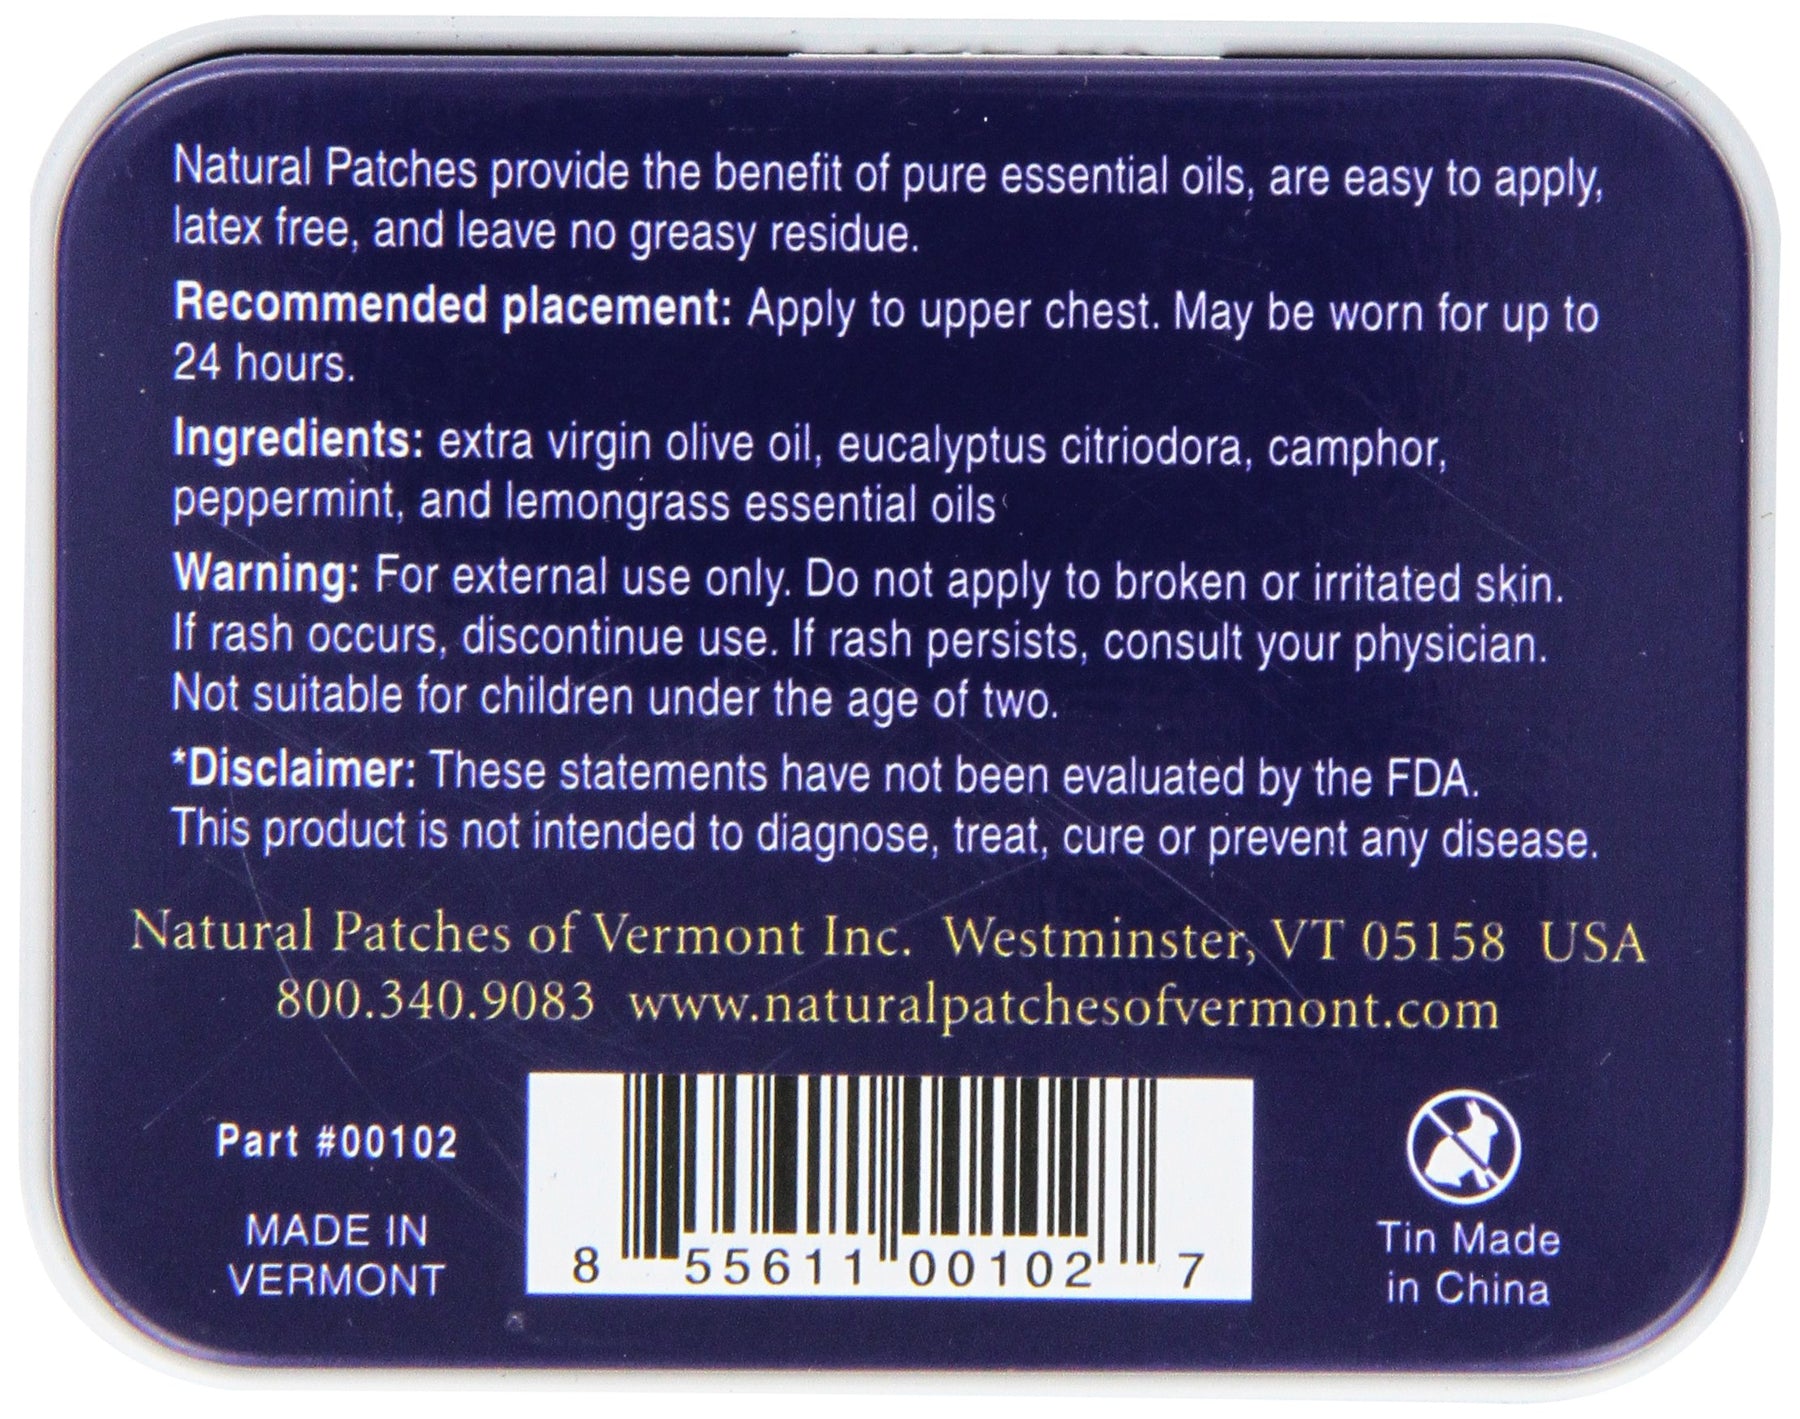 Natural Patches provide the benefit of pure essential oils, are easy to apply,
latex free, and leave no greasy residue.
Recommended placement: Apply to upper chest. May be worn for up to
24 hours.
Ingredients: extra virgin olive oil, eucalyptus citriodora, camphor,
peppermint, and lemongrass essential oils
Warning: For external use only. Do not apply to broken or irritated skin.
If rash occurs, discontinue use. If rash persists, consult your physician.
Not suitable for children under the age of two.
*Disclaimer: These statements have not been evaluated by the FDA.
This product is not intended to diagnose, treat, cure or prevent any disease.
Natural Patches of Vermont Inc. Westminster, VT 05158 USA
800.340.9083 www.naturalpatchesofvermont.com
Part #00102
MADE IN
VERMONT
8 55611 00102 7
Tin Made
in China